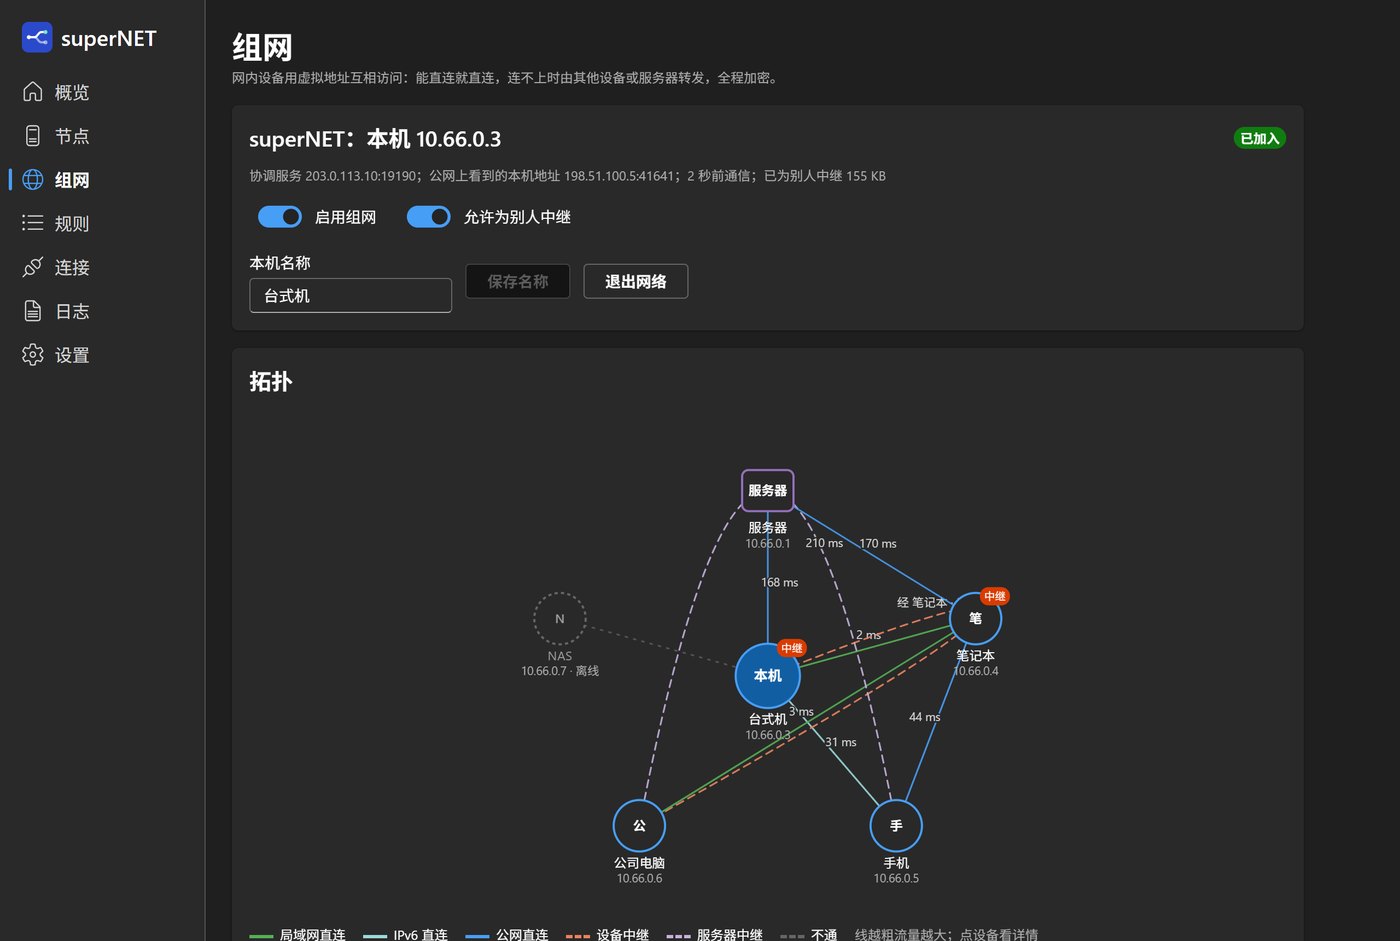 superNET
概览
节点
组网
规则
连接
日志
设置
组网
网内设备用虚拟地址互相访问：能直连就直连，连不上时由其他设备或服务器转发，全程加密。
superNET：本机 10.66.0.3
已加入
协调服务 203.0.113.10:19190；公网上看到的本机地址 198.51.100.5:41641；2 秒前通信；已为别人中继 155 KB
启用组网
允许为别人中继
本机名称
台式机
保存名称
退出网络
拓扑
服务器
服务器
10.66.0.1
210 ms
170 ms
168 ms
中继
经 笔记本
笔
N
2 ms
中继
NAS
笔记本
10.66.0.7 · 离线
10.66.0.4
本机
3 ms
台式机
44 ms
10.66.0.3
31 ms
公
手
公司电脑
手机
10.66.0.6
10.66.0.5
局域网直连
IPv6 直连
公网直连
设备中继
服务器中继
不通
线越粗流量越大；点设备看详情